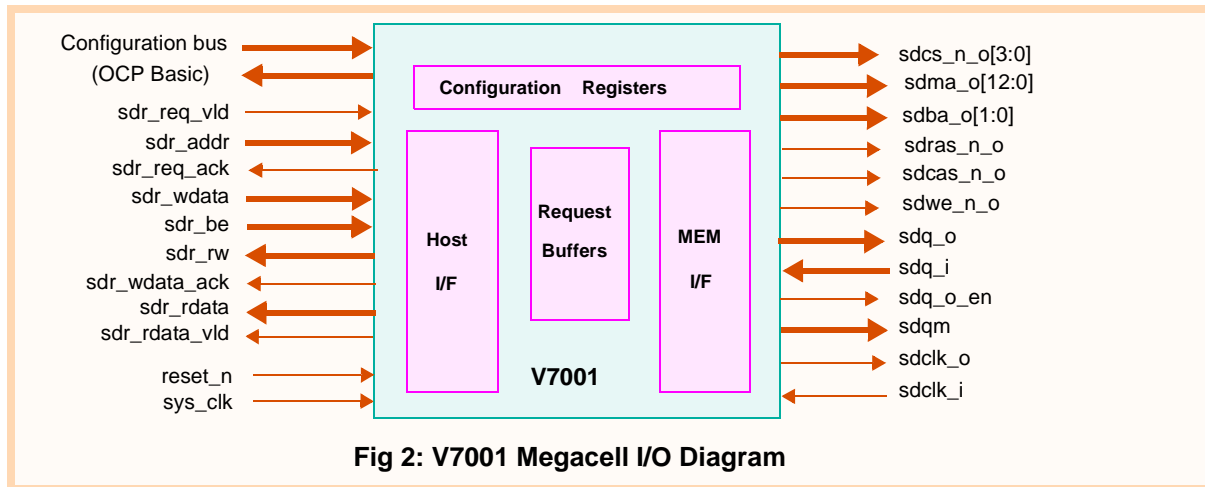 Configuration bus
(OCP Basic)
sdr_req_vld
sdr_addr
sdr_req_ack
sdr_wdata
sdr_be
sdr_rw
sdr_wdata_ack
sdr_rdata
sdr_rdata_vld
reset_n
sys_clk
Configuration Registers
Host
I/F
Request
Buffers
MEM
I/F
V7001
sdcs_n_o[3:0]
sdma_o[12:0]
sdba_o[1:0]
sdras_n_o
sdcas_n_o
sdwe_n_o
sdq_o
sdq_i
sdq_o_en
sdqm
sdclk_o
sdclk_i
Fig 2: V7001 Megacell I/O Diagram